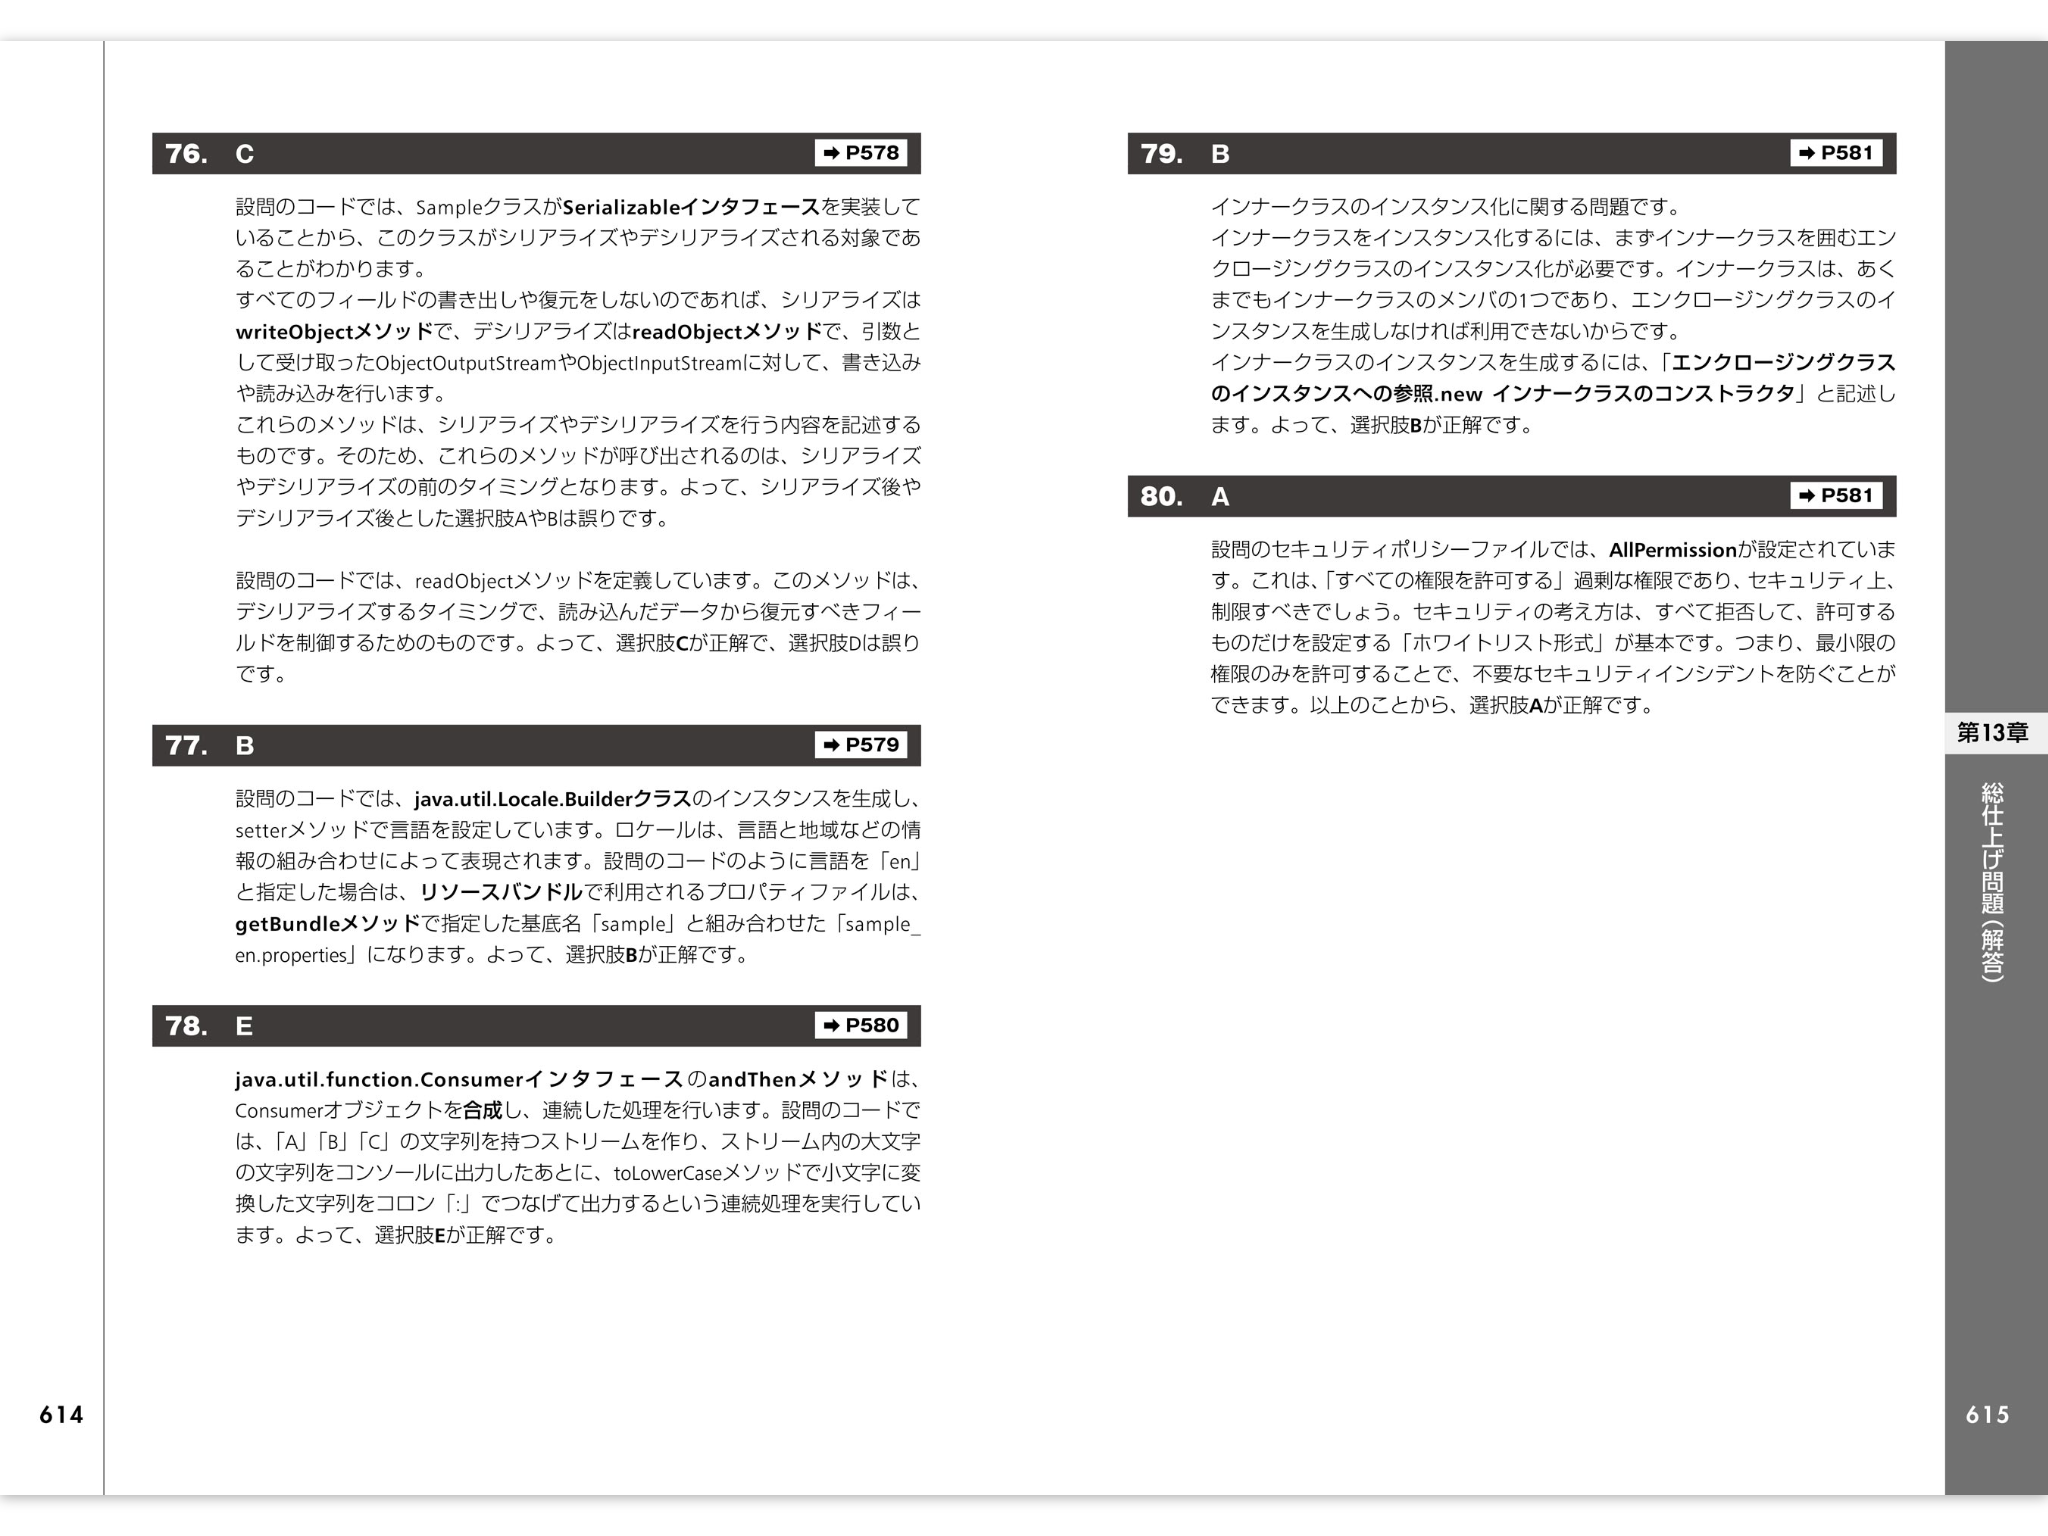 76. C ➡ P578
設問のコードでは、SampleクラスがSerializableインタフェースを実装して
いることから、このクラスがシリアライズやデシリアライズされる対象であ
ることがわかります。
すべてのフィールドの書き出しや復元をしないのであれば、シリアライズは
writeObjectメソッドで、デシリアライズはreadObjectメソッドで、引数と
して受け取ったObjectOutputStreamやObjectInputStreamに対して、書き込み
や読み込みを行います。
これらのメソッドは、シリアライズやデシリアライズを行う内容を記述する
ものです。そのため、これらのメソッドが呼び出されるのは、シリアライズ
やデシリアライズの前のタイミングとなります。よって、シリアライズ後や
デシリアライズ後とした選択肢AやBは誤りです。
設問のコードでは、readObjectメソッドを定義しています。このメソッドは、
デシリアライズするタイミングで、読み込んだデータから復元すべきフィー
ルドを制御するためのものです。よって、選択肢Cが正解で、選択肢Dは誤り
です。
77. B ➡ P579
設問のコードでは、java.util.Locale.Builderクラスのインスタンスを生成し、
setterメソッドで言語を設定しています。ロケールは、言語と地域などの情
報の組み合わせによって表現されます。設問のコードのように言語を「en」
と指定した場合は、リソースバンドルで利用されるプロパティファイルは、
getBundleメソッドで指定した基底名「sample」と組み合わせた「sample_
en.properties」になります。よって、選択肢Bが正解です。
78. E ➡ P580
java.util.function.ConsumerインタフェースのandThenメソッドは、
Consumerオブジェクトを合成し、連続した処理を行います。設問のコードで
は、「A」「B」「C」の文字列を持つストリームを作り、ストリーム内の大文字
の文字列をコンソールに出力したあとに、toLowerCaseメソッドで小文字に変
換した文字列をコロン「:」でつなげて出力するという連続処理を実行してい
ます。よって、選択肢Eが正解です。
614
79. B ➡ P581
インナークラスのインスタンス化に関する問題です。
インナークラスをインスタンス化するには、まずインナークラスを囲むエン
クロージングクラスのインスタンス化が必要です。インナークラスは、あく
までもインナークラスのメンバの1つであり、エンクロージングクラスのイ
ンスタンスを生成しなければ利用できないからです。
インナークラスのインスタンスを生成するには、「エンクロージングクラス
のインスタンスへの参照.new インナークラスのコンストラクタ」と記述し
ます。よって、選択肢Bが正解です。
80. A ➡ P581
設問のセキュリティポリシーファイルでは、AllPermissionが設定されていま
す。これは、「すべての権限を許可する」過剰な権限であり、セキュリティ上、
制限すべきでしょう。セキュリティの考え方は、すべて拒否して、許可する
ものだけを設定する「ホワイトリスト形式」が基本です。つまり、最小限の
権限のみを許可することで、不要なセキュリティインシデントを防ぐことが
できます。以上のことから、選択肢Aが正解です。
第13章
総仕上げ問題（解答）
615